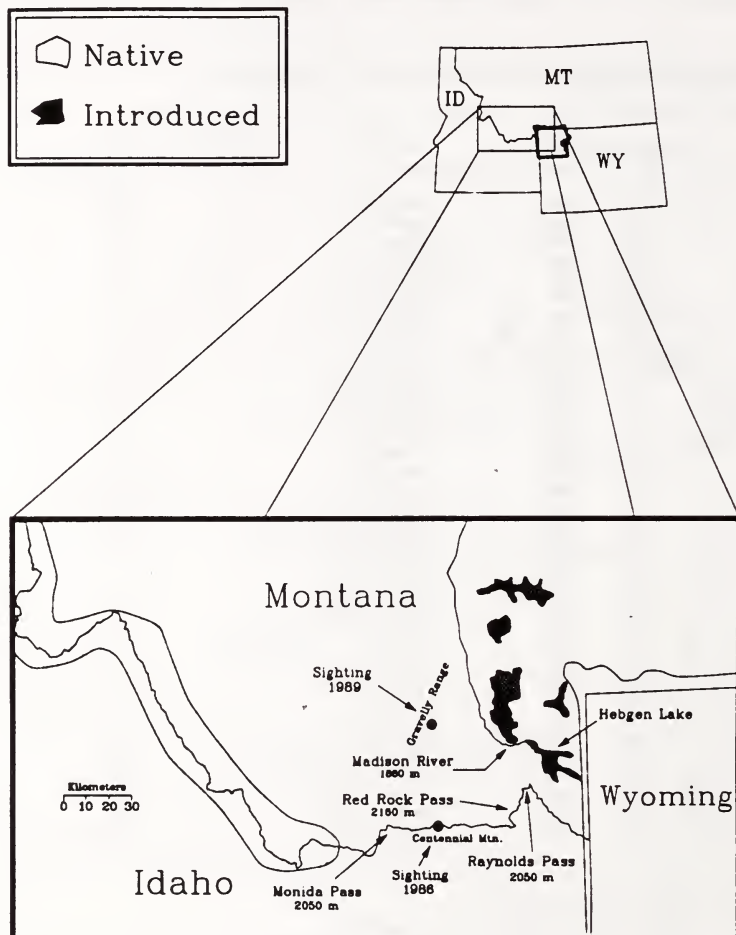 Native
Introduced
ID
MT
WY
Montana
Sighting
1989
Gravelly Range
Hebgen Lake
Madison River
1860 m
Kilometers
0 10 20 30
Red Rock Pass
2150 m
Wyoming
Centennial Mtn.
Idaho
Monida Pass
2050 m
Sighting
1986
Raynolds Pass
2050 m